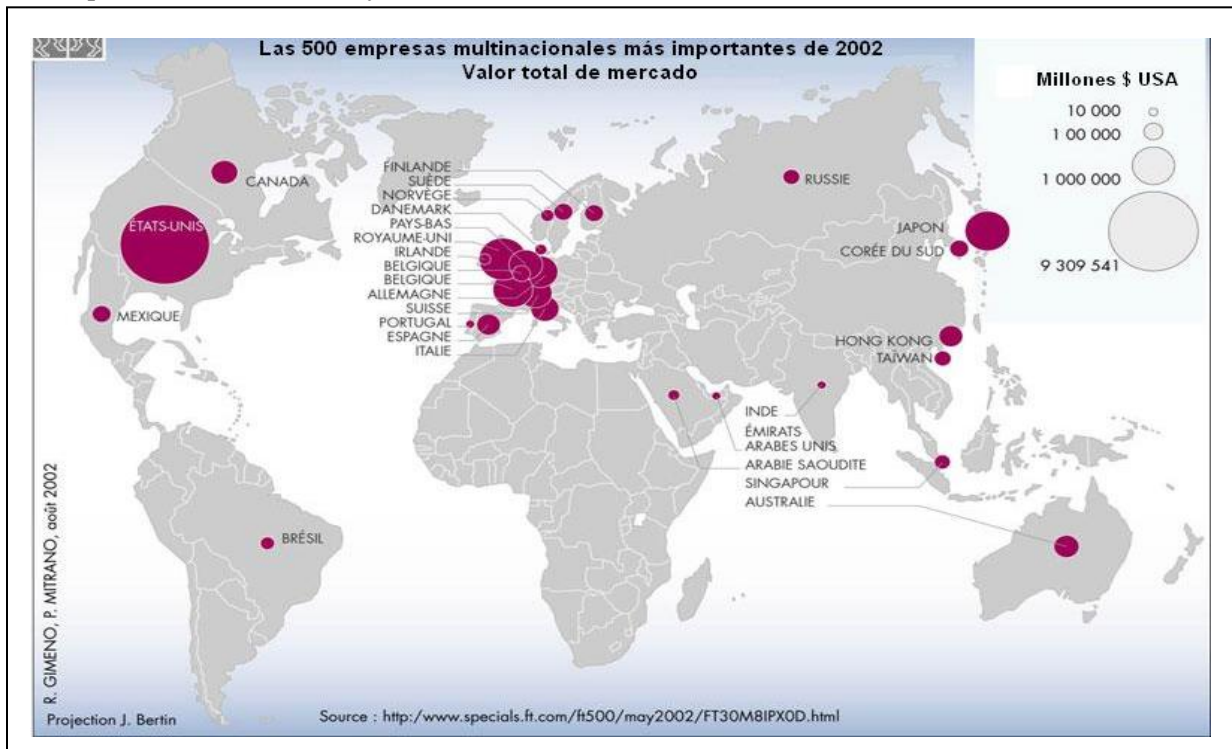 Las 500 empresas multinacionales más importantes de 2002
Valor total de mercado
Millones $ USA
10 000
1 00 000
1 000 000
9 309 541
CANADA
ÉTATS-UNIS
MEXIQUE
BRÉSIL
FINLANDE
SUÈDE
NORVÈGE
DANEMARK
PAYS-BAS
ROYAUME-UNI
IRLANDE
BELGIQUE
BELGIQUE
ALLEMAGNE
SUISSE
PORTUGAL
ESPAGNE
ITALIE
RUSSIE
JAPON
CORÉE DU SUD
HONG KONG
TAÏWAN
INDE
ÉMIRATS
ARABES UNIS
ARABIE SAOUDITE
SINGAPOUR
AUSTRALIE
R. GIMENO, P. MITRANO, août 2002
Projection J. Bertin
Source : http:/www.specials.ft.com/ft500/may2002/FT30M8IPX0D.html